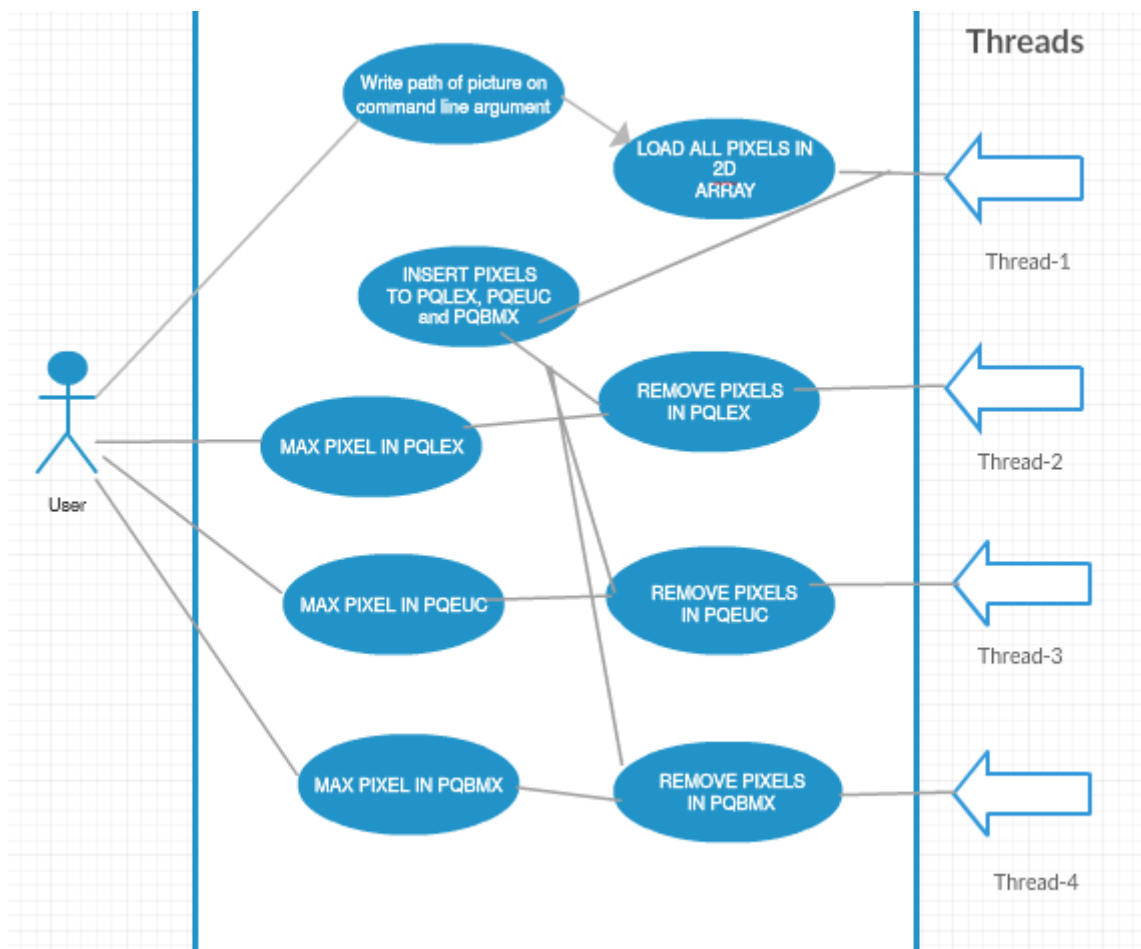 Threads
Write path of picture on
command line argument
LOAD ALL PIXELS IN
2D
ARRAY
Thread-1
INSERT PIXELS
TO PQLEX, PQEUC
and PQBMX
REMOVE PIXELS
IN PQLEX
MAX PIXEL IN PQLEX
Thread-2
User
REMOVE PIXELS
IN PQEUC
MAX PIXEL IN PQEUC
Thread-3
REMOVE PIXELS
IN PQBMX
MAX PIXEL IN PQBMX
Thread-4